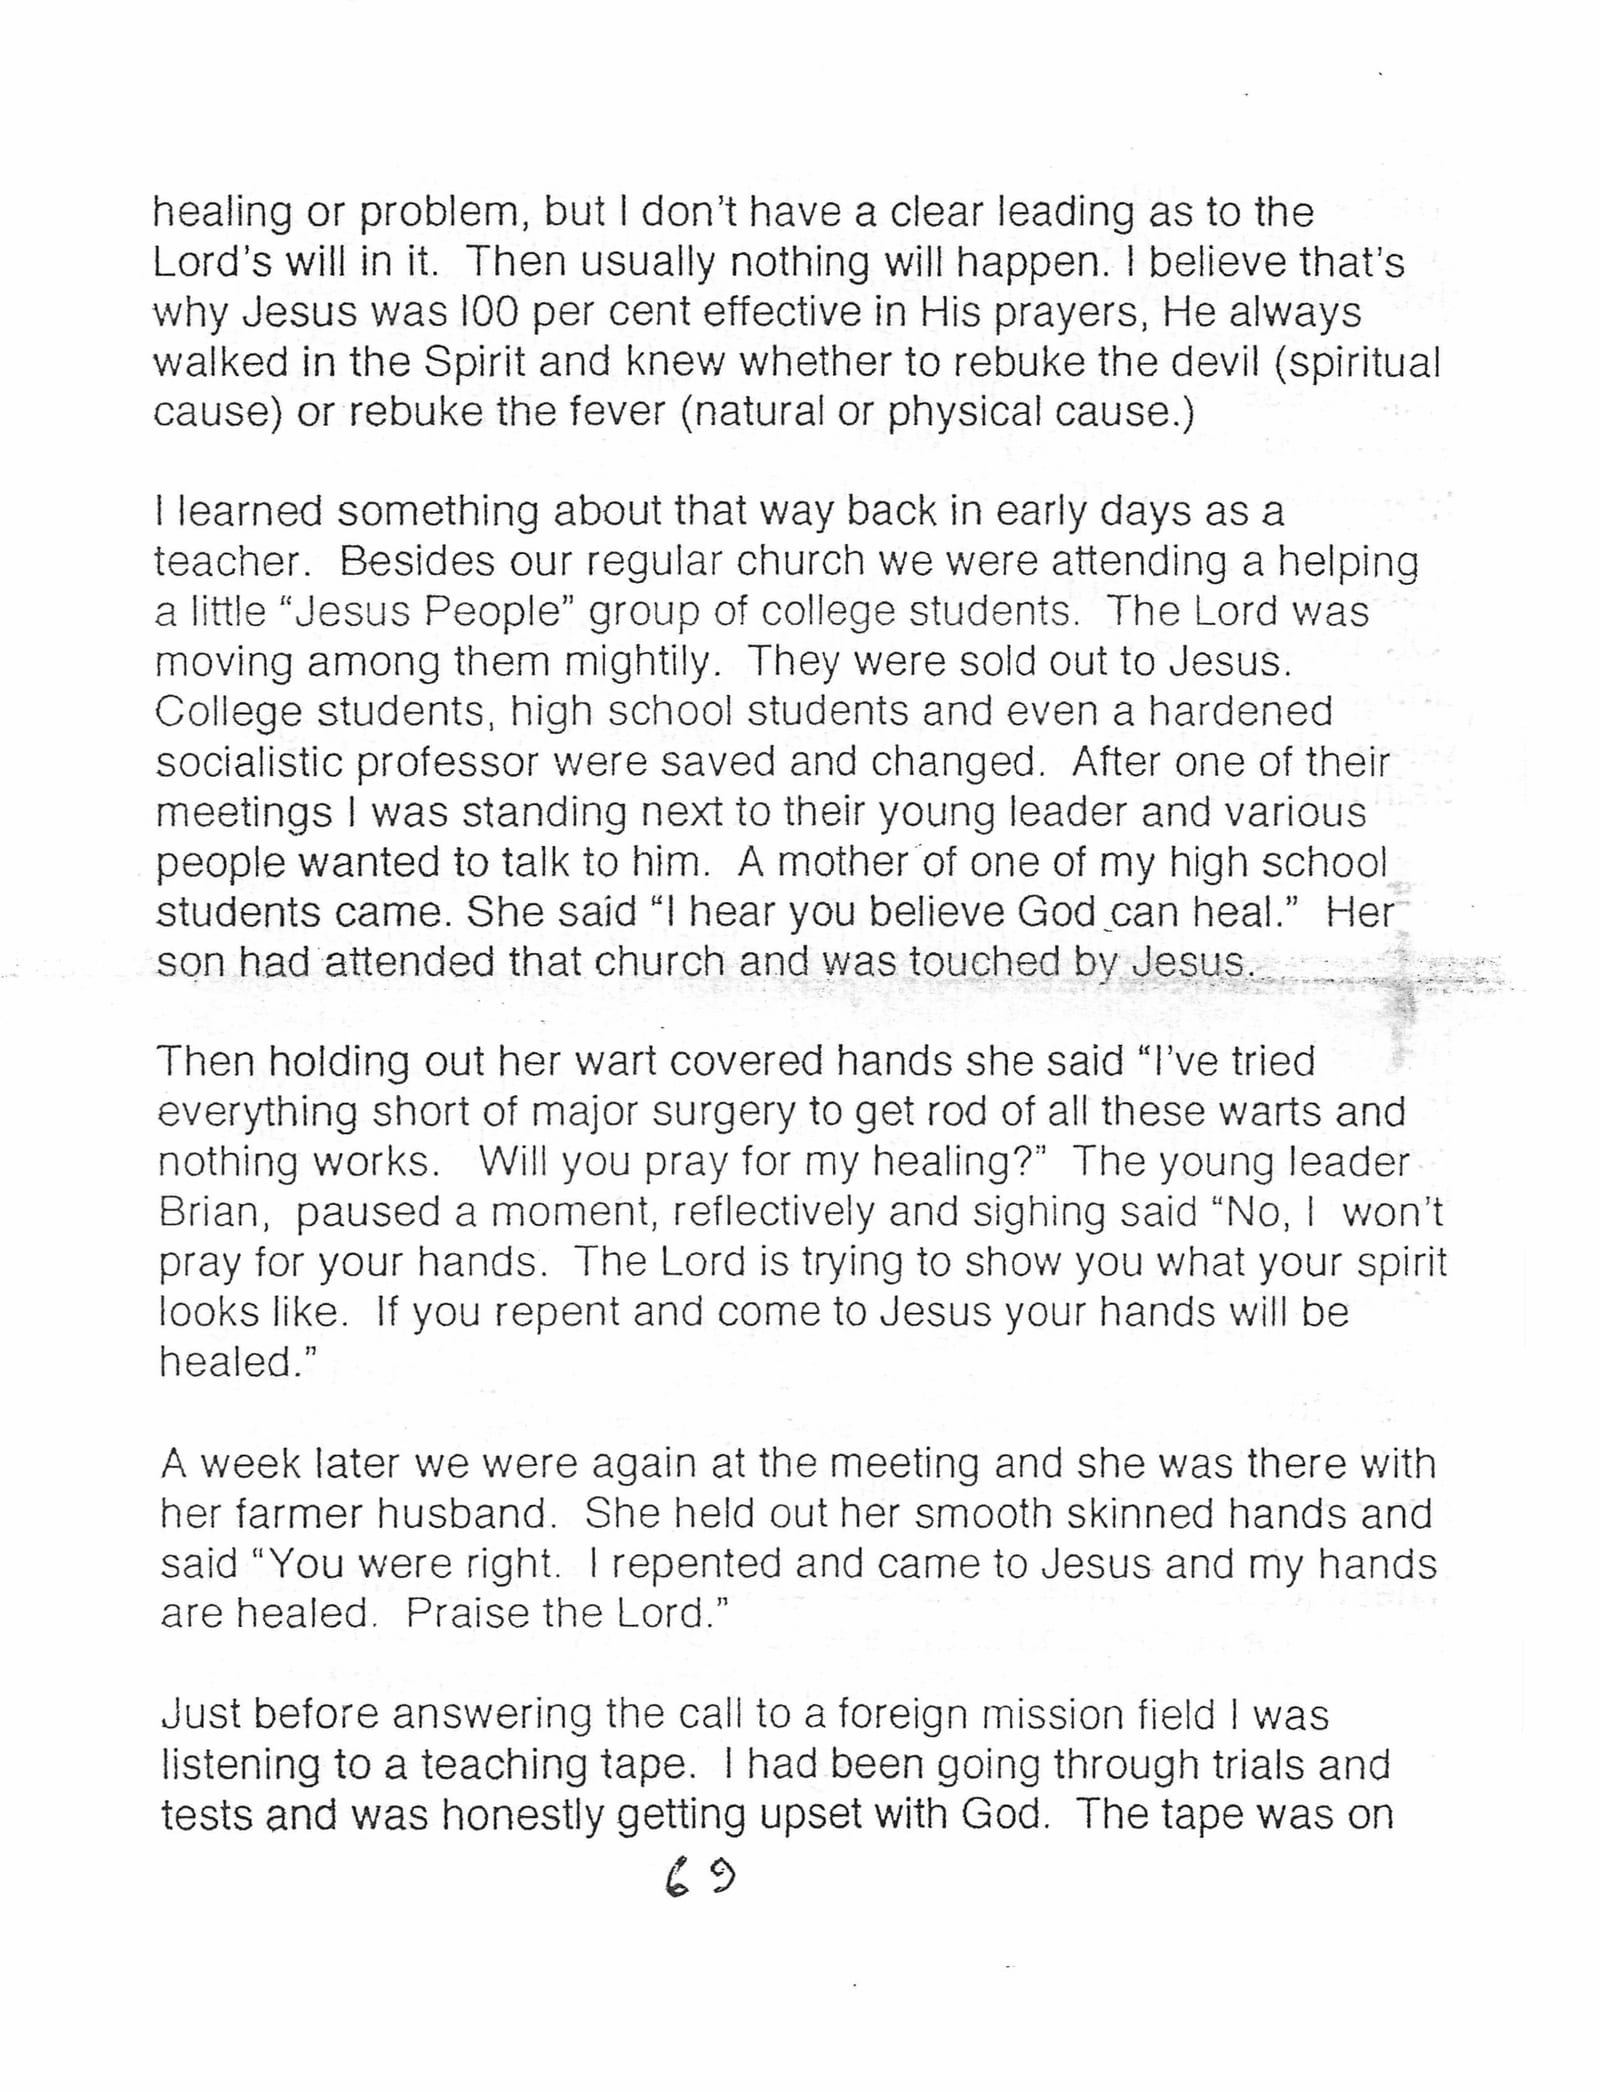 healing or problem, but I don't have a clear leading as to the
Lord's will in it.  Then usually nothing will happen. I believe that's
why Jesus was 100 per cent effective in His prayers, He always
walked in the Spirit and knew whether to rebuke the devil (spiritual
cause) or rebuke the fever (natural or physical cause.)

I learned something about that way back in early days as a
teacher.  Besides our regular church we were attending a helping
a little “Jesus People” group of college students.  The Lord was
moving among them mightily.  They were sold out to Jesus.
College students, high school students and even a hardened
socialistic professor were saved and changed.  After one of their
meetings I was standing next to their young leader and various
people wanted to talk to him.  A mother of one of my high school
students came. She said “I hear you believe God can heal.”  Her
son had attended that church and was touched by Jesus.

Then holding out her wart covered hands she said “I've tried
everything short of major surgery to get rod of all these warts and
nothing works.   Will you pray for my healing?”  The young leader
Brian,  paused a moment, reflectively and sighing said “No, I  won't
pray for your hands.  The Lord is trying to show you what your spirit
looks like.  If you repent and come to Jesus your hands will be
healed.”

A week later we were again at the meeting and she was there with
her farmer husband.  She held out her smooth skinned hands and
said “You were right.  I repented and came to Jesus and my hands
are healed.  Praise the Lord.”

Just before answering the call to a foreign mission field I was
listening to a teaching tape.  I had been going through trials and
tests and was honestly getting upset with God.  The tape was on
69